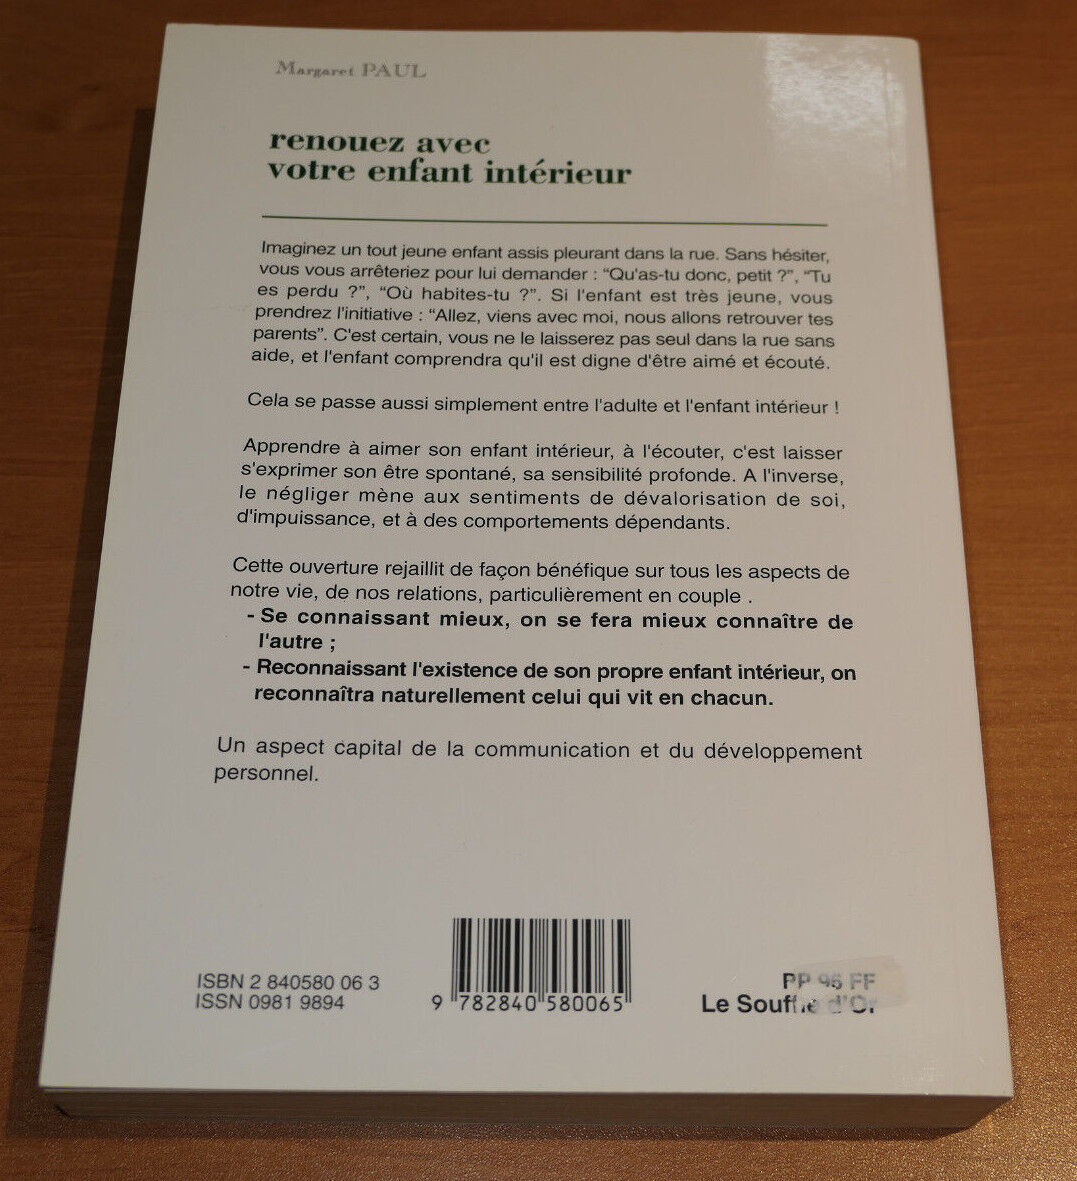 Margaret PAUL
renouez avec
votre enfant intérieur
Imaginez un tout jeune enfant assis pleurant dans la rue. Sans hésiter,
vous vous arrêteriez pour lui demander : “Qu'as-tu donc, petit ?”, “Tu
es perdu ?”, “Où habites-tu ?”. Si l'enfant est très jeune, vous
prendrez l'initiative : “Allez, viens avec moi, nous allons retrouver tes
parents”. C'est certain, vous ne le laisserez pas seul dans la rue sans
aide, et l'enfant comprendra qu'il est digne d'être aimé et écouté.
Cela se passe aussi simplement entre l'adulte et l'enfant intérieur !
Apprendre à aimer son enfant intérieur, à l'écouter, c'est laisser
s'exprimer son être spontané, sa sensibilité profonde. A l'inverse,
le négliger mène aux sentiments de dévalorisation de soi,
d'impuissance, et à des comportements dépendants.
Cette ouverture rejaillit de façon bénéfique sur tous les aspects de
notre vie, de nos relations, particulièrement en couple .
- Se connaissant mieux, on se fera mieux connaître de
l'autre ;
- Reconnaissant l'existence de son propre enfant intérieur, on
reconnaîtra naturellement celui qui vit en chacun.
Un aspect capital de la communication et du développement
personnel.
ISBN 2 840580 06 3
ISSN 0981 9894
9 782840 580065
PP 96 FF
Le Souffle d'Or